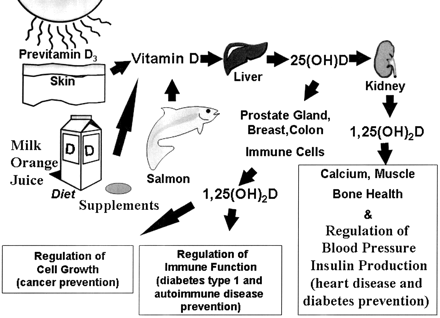 Previtamin D3
Skin
Vitamin D
Liver
25(OH)D
Kidney
Milk
Orange
Juice
D D
Diet
Supplements
Salmon
Prostate Gland,
Breast,Colon
Immune Cells
1,25(OH)2D
1,25(OH)2D
Calcium, Muscle
Bone Health
&
Regulation of
Blood Pressure
Insulin Production
(heart disease and
diabetes prevention)
Regulation of
Cell Growth
(cancer prevention)
Regulation of
Immune Function
(diabetes type 1 and
autoimmune disease
prevention)